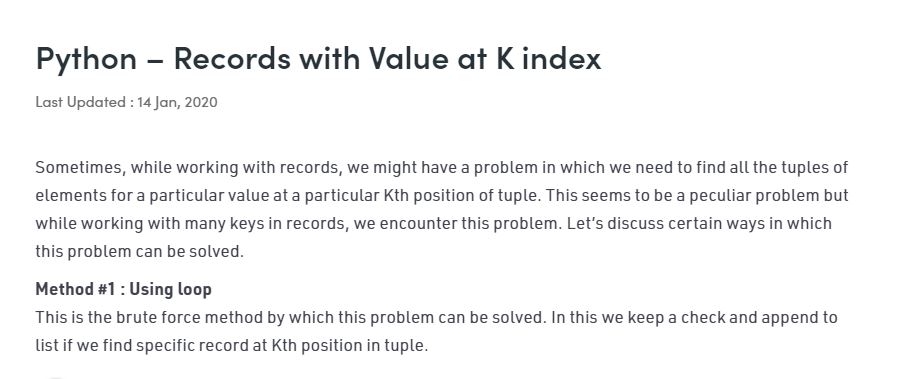 Python – Records with Value at K index
Last Updated : 14 Jan, 2020
Sometimes, while working with records, we might have a problem in which we need to find all the tuples of
elements for a particular value at a particular Kth position of tuple. This seems to be a peculiar problem but
while working with many keys in records, we encounter this problem. Let’s discuss certain ways in which
this problem can be solved.
Method #1 : Using loop
This is the brute force method by which this problem can be solved. In this we keep a check and append to
list if we find specific record at Kth position in tuple.